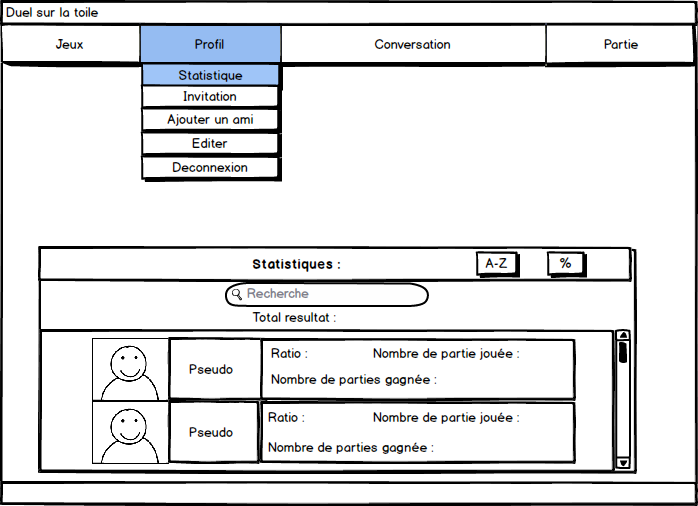 Duel sur la toile
Jeux Profil Conversation Partie
Statistique
Invitation
Ajouter un ami
Editer
Deconnexion
Statistiques : A-Z %
Recherche
Total resultat :
Pseudo
Ratio : Nombre de partie jouée :
Nombre de parties gagnée :
Pseudo
Ratio : Nombre de partie jouée :
Nombre de parties gagnée :